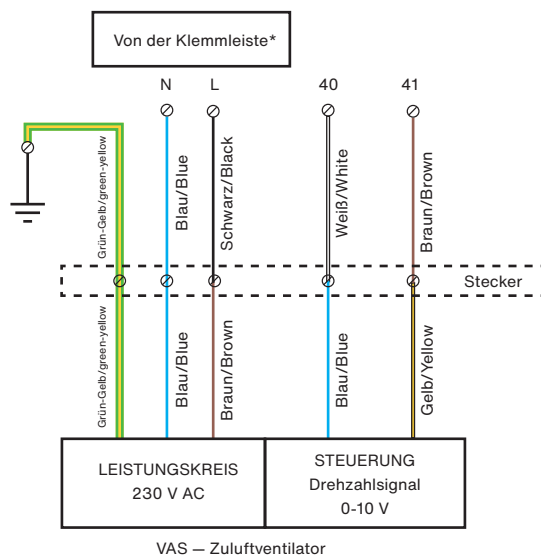 Von der Klemmleiste*
N L 40 41
Grün-Gelb/green-yellow
Blau/Blue
Schwarz/Black
Weiß/White
Braun/Brown
Stecker
Grün-Gelb/green-yellow
Blau/Blue
Braun/Brown
Blau/Blue
Gelb/Yellow
LEISTUNGSKREIS
230 V AC
STEUERUNG
Drehzahlsignal
0-10 V
VAS — Zuluftventilator